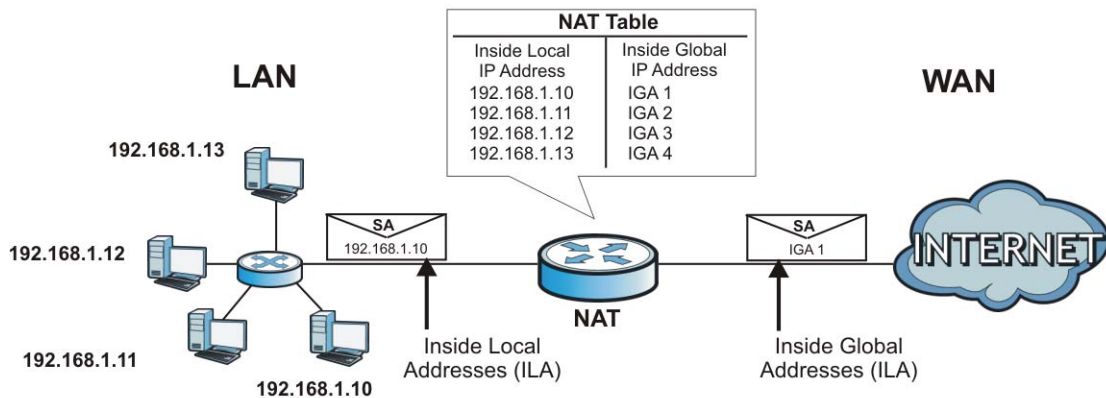 NAT Table
Inside Local
IP Address
Inside Global
IP Address
192.168.1.10 IGA 1
192.168.1.11 IGA 2
192.168.1.12 IGA 3
192.168.1.13 IGA 4
LAN
WAN
192.168.1.13
192.168.1.12
192.168.1.11
192.168.1.10
SA
192.168.1.10
NAT
SA
IGA 1
INTERNET
Inside Local
Addresses (ILA)
Inside Global
Addresses (ILA)